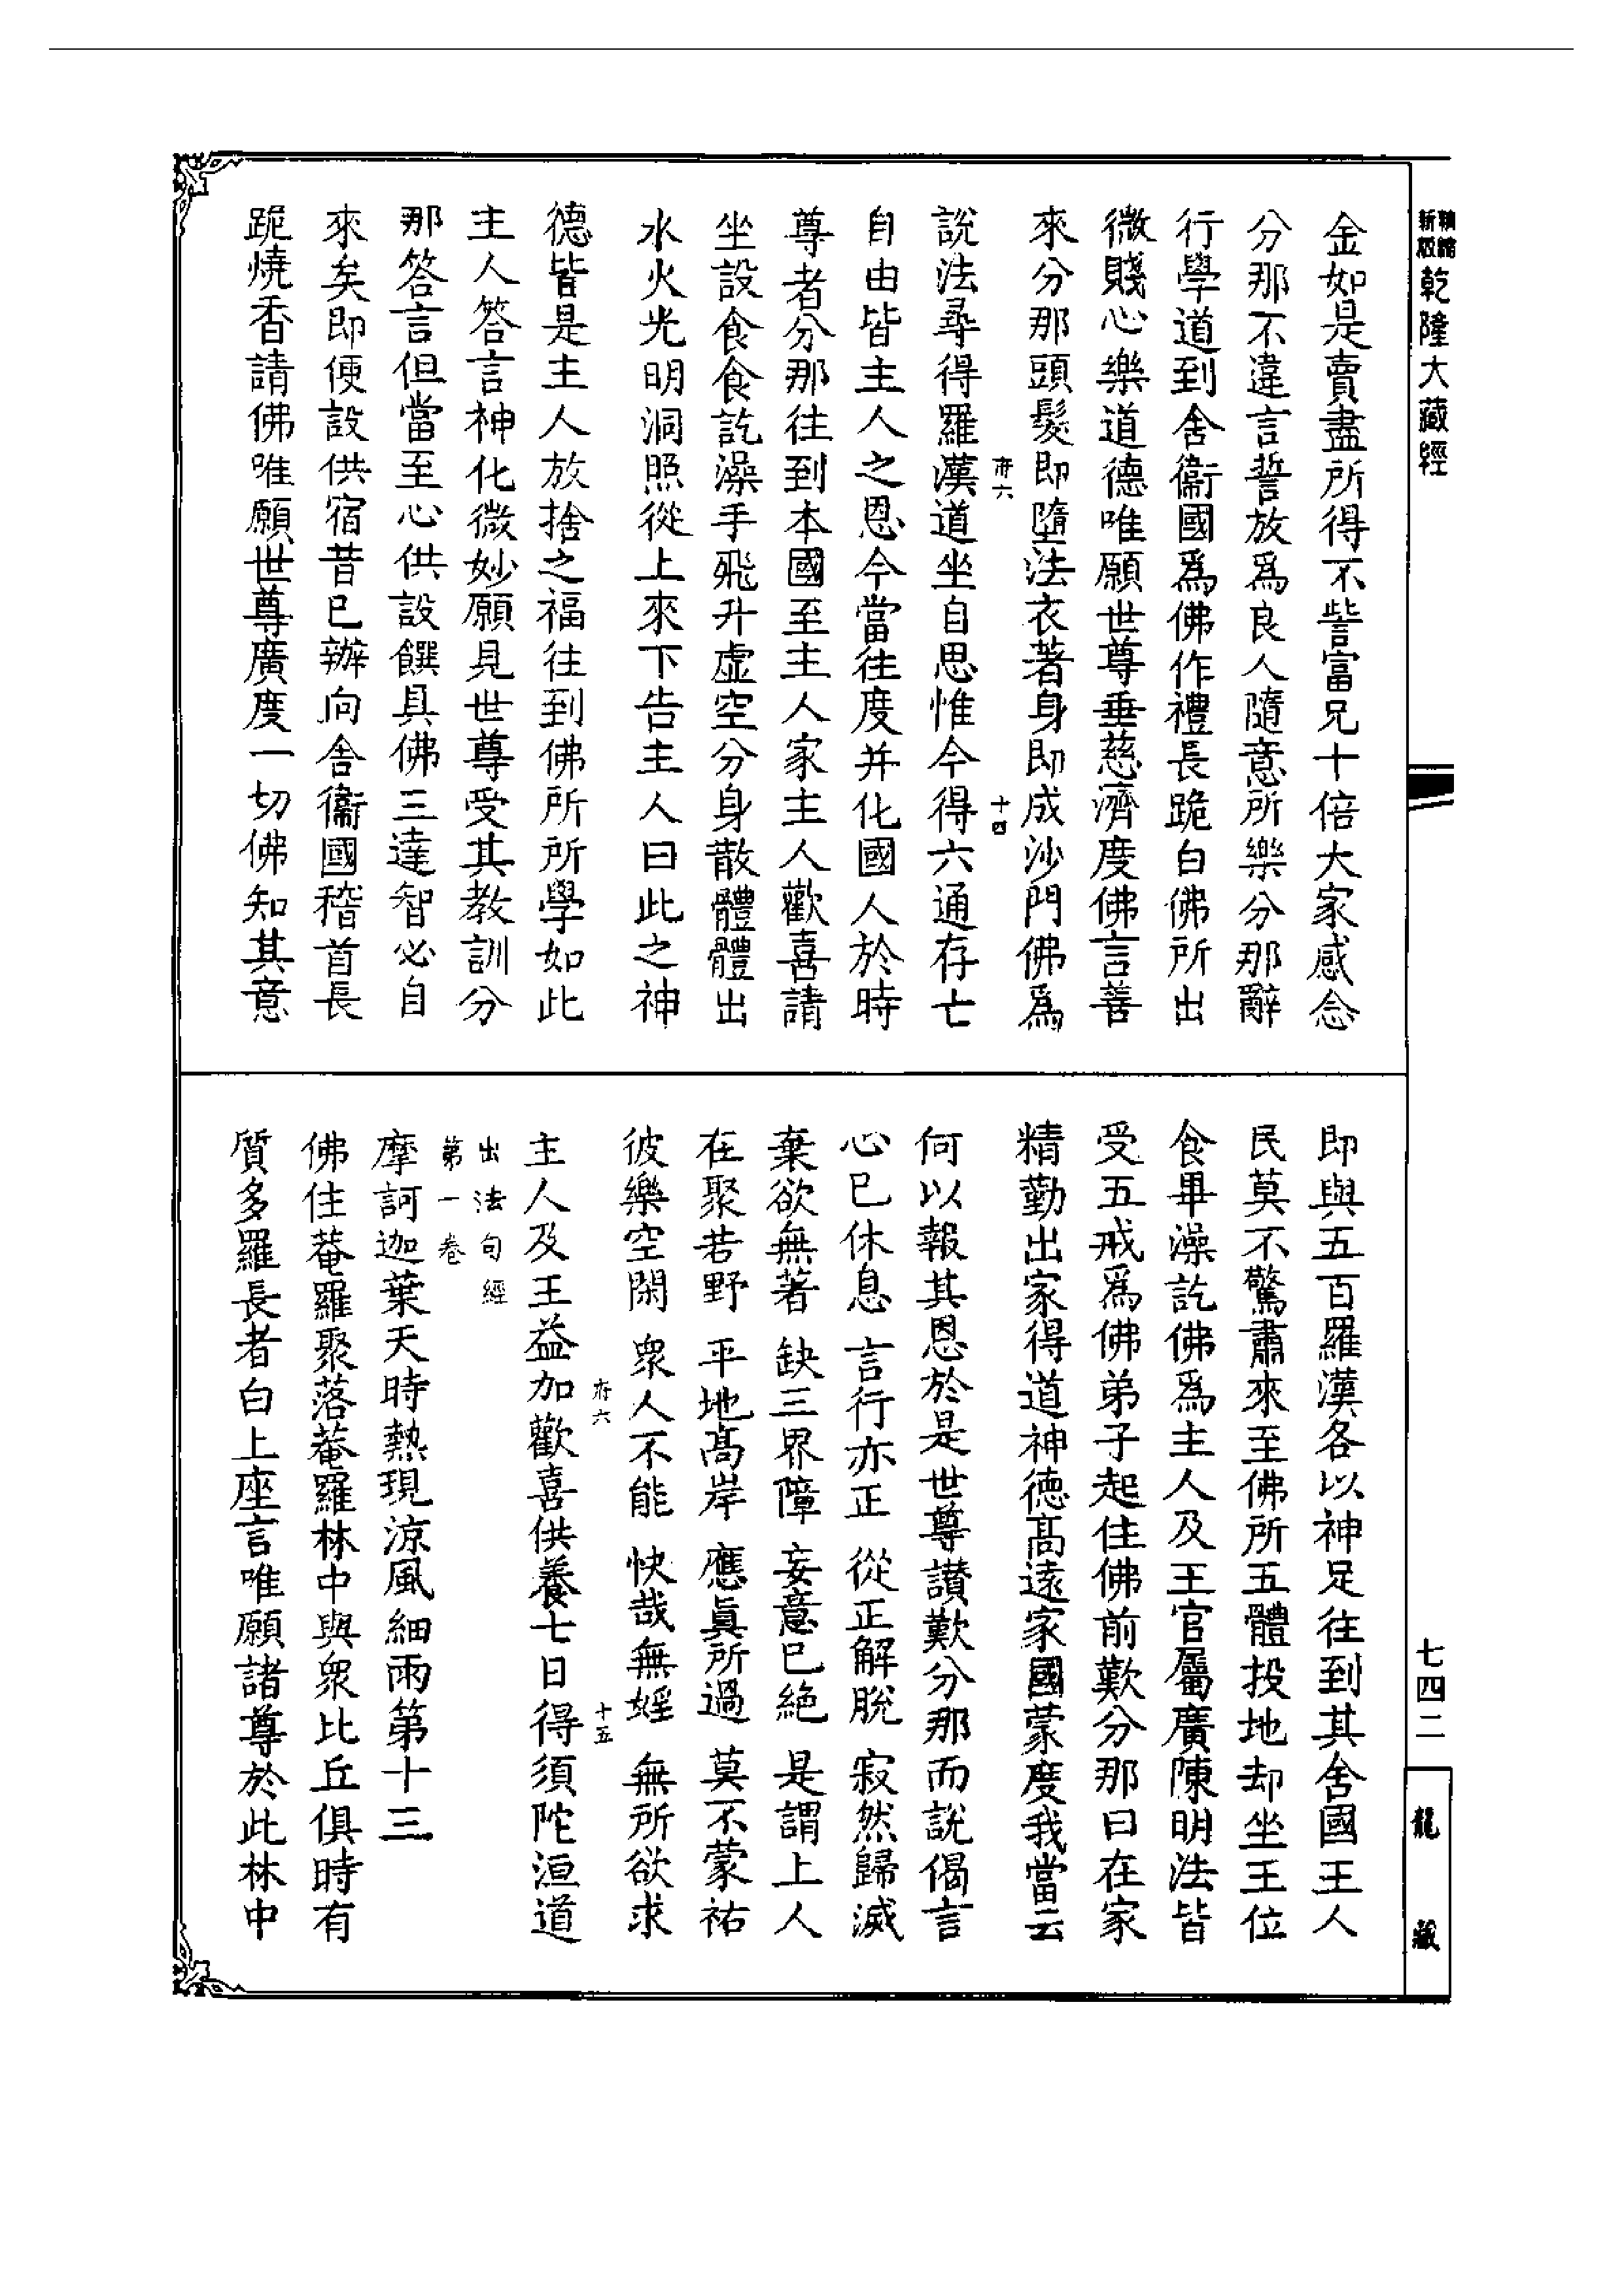 新版
乾隆大藏經
金如是賣盡所得不訾富兄十倍大家感念
分那不違言誓放爲良人隨意所樂分那辭
行學道到舍衞國爲佛作禮長跪白佛所出
微賤心樂道德唯願世尊垂慈濟度佛言善
來分那頭髮即墮法衣著身即成沙門佛爲
府六
十四
說法尋得羅漢道坐自思惟今得六通存七
自由皆主人之恩今當往度并化國人於時
尊者分那往到本國至主人家主人歡喜請
坐設食食訖澡手飛升虛空分身散體體出
水火光明洞照從上來下告主人曰此之神
德皆是主人放捨之福往到佛所所學如此
主人答言神化微妙願見世尊受其教訓分
那答言但當至心供設饌具佛三達智必自
來矣即便設供宿昔已辦向舍衞國稽首長
跪燒香請佛唯願世尊廣度一切佛知其意
即與五百羅漢各以神足往到其舍國王人
民莫不驚肅來至佛所五體投地却坐王位
食畢澡訖佛爲主人及王官屬廣陳明法皆
受五戒爲佛弟子起住佛前歎分那曰在家
精勤出家得道神德高遠家國蒙度我當云
何以報其恩於是世尊讃歎分那而說偈言
心已休息　言行亦正　從正解脫　寂然歸滅
棄欲無著　缺三界障　妄意已絶　是謂上人
在聚若野　平地高岸　應眞所過　莫不蒙祐
彼樂空閑　衆人不能　快哉無婬　無所欲求
府六
十五
主人及王益加歡喜供養七日得須陀洹道
出法句經
第一卷
摩訶迦葉天時熱現涼風細雨第十三
佛住菴羅聚落菴羅林中與衆比丘俱時有
質多羅長者白上座言唯願諸尊於此林中
七四二
龍藏